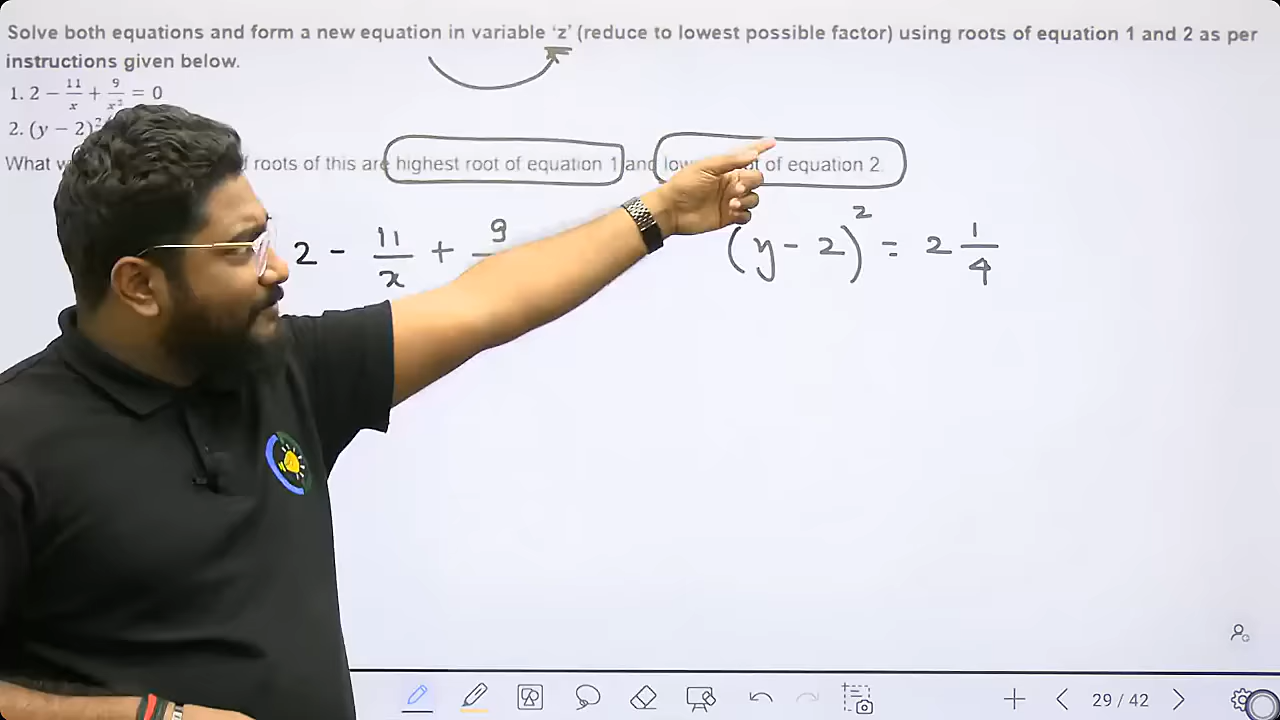 Solve both equations and form a new equation in variable ‘z’ (reduce to lowest possible factor) using roots of equation 1 and 2 as per
instructions given below.
1. 2 − 11/x + 9/x² = 0
2. (y − 2)²
What roots of this are highest root of equation 1 and of equation 2.
2 - 11/x + 9
(y - 2)² = 2 1/4
29 / 42